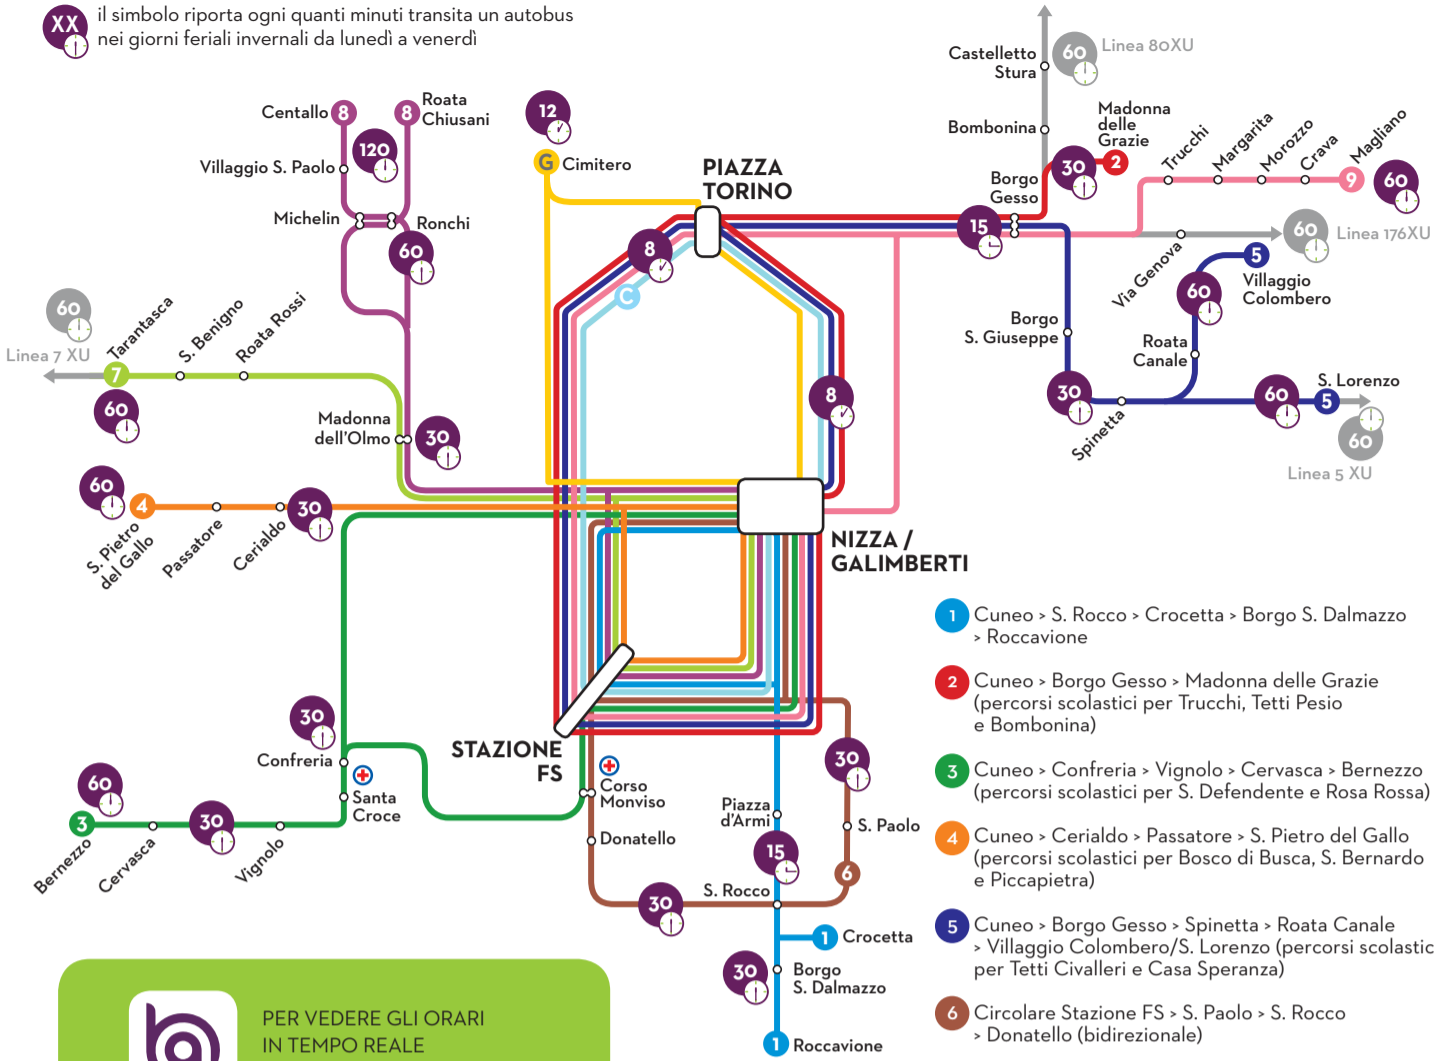 XX
il simbolo riporta ogni quanti minuti transita un autobus
nei giorni feriali invernali da lunedì a venerdì
Castelletto
Stura
60
Linea 80XU
Bombonina
Madonna
delle
Grazie
30
2
Borgo
Gesso
15
Trucchi
Margarita
Morozzo
Crava
Magliano
9
60
60
Linea 176XU
Via Genova
Centallo
8
8
Roata
Chiusani
120
Villaggio S. Paolo
Michelin
Ronchi
60
12
G
Cimitero
PIAZZA
TORINO
8
C
5
Villaggio
Colombero
60
Borgo
S. Giuseppe
Roata
Canale
30
Spinetta
60
S. Lorenzo
5
60
Linea 5 XU
60
Linea 7 XU
Tarantasca
S. Benigno
Roata Rossi
7
60
Madonna
dell'Olmo
30
8
60
4
S. Pietro
del Gallo
Passatore
Cerialdo
30
NIZZA /
GALIMBERTI
STAZIONE
FS
30
Confreria
Santa
Croce
60
3
Bernezzo
Cervasca
30
Vignolo
Corso
Monviso
Donatello
30
Piazza
d'Armi
15
S. Rocco
30
S. Paolo
6
1
Crocetta
30
Borgo
S. Dalmazzo
1
Roccavione
1
Cuneo > S. Rocco > Crocetta > Borgo S. Dalmazzo
> Roccavione
2
Cuneo > Borgo Gesso > Madonna delle Grazie
(percorsi scolastici per Trucchi, Tetti Pesio
e Bombonina)
3
Cuneo > Confreria > Vignolo > Cervasca > Bernezzo
(percorsi scolastici per S. Defendente e Rosa Rossa)
4
Cuneo > Cerialdo > Passatore > S. Pietro del Gallo
(percorsi scolastici per Bosco di Busca, S. Bernardo
e Piccapietra)
5
Cuneo > Borgo Gesso > Spinetta > Roata Canale
> Villaggio Colombero/S. Lorenzo (percorsi scolastic
per Tetti Civalleri e Casa Speranza)
6
Circolare Stazione FS > S. Paolo > S. Rocco
> Donatello (bidirezionale)
PER VEDERE GLI ORARI
IN TEMPO REALE